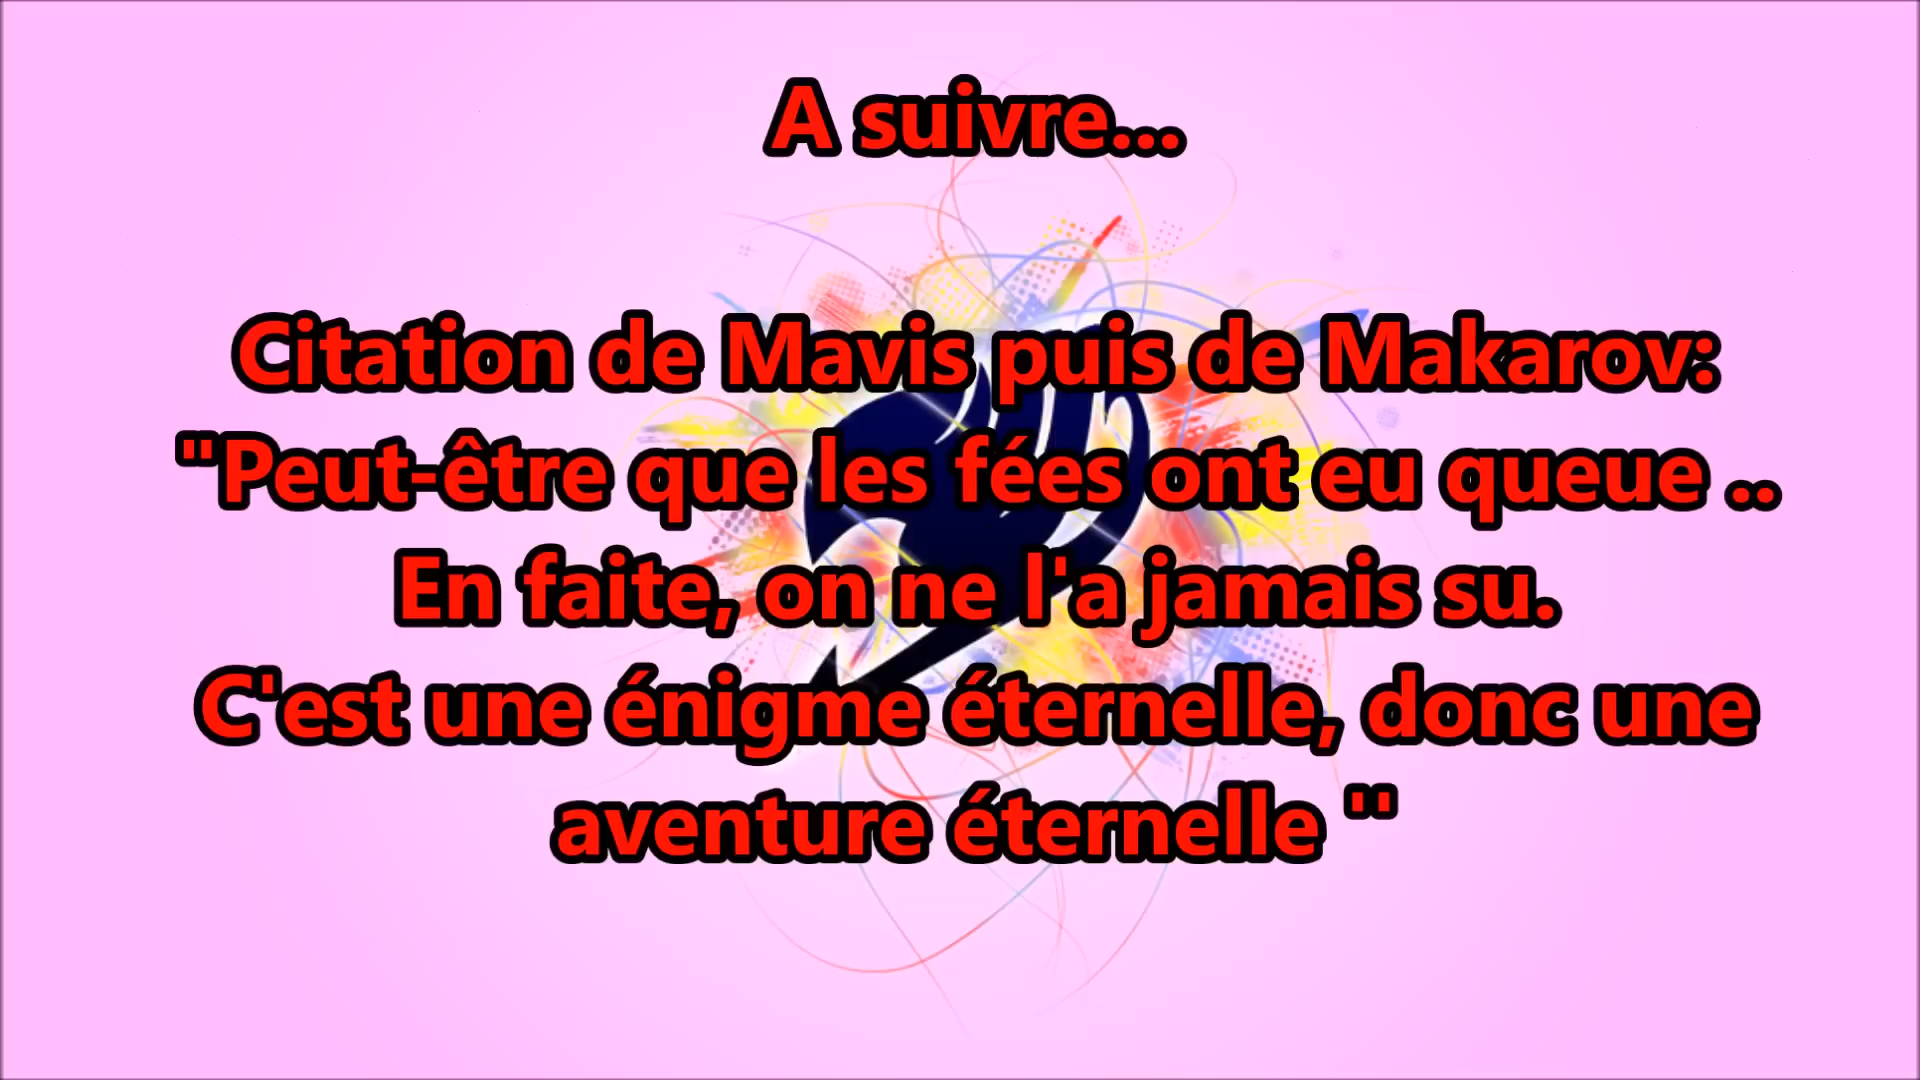 A suivre...
Citation de Mavis puis de Makarov:
"Peut-être que les fées ont eu queue ..
En faite, on ne l'a jamais su.
C'est une énigme éternelle, donc une
aventure éternelle ''